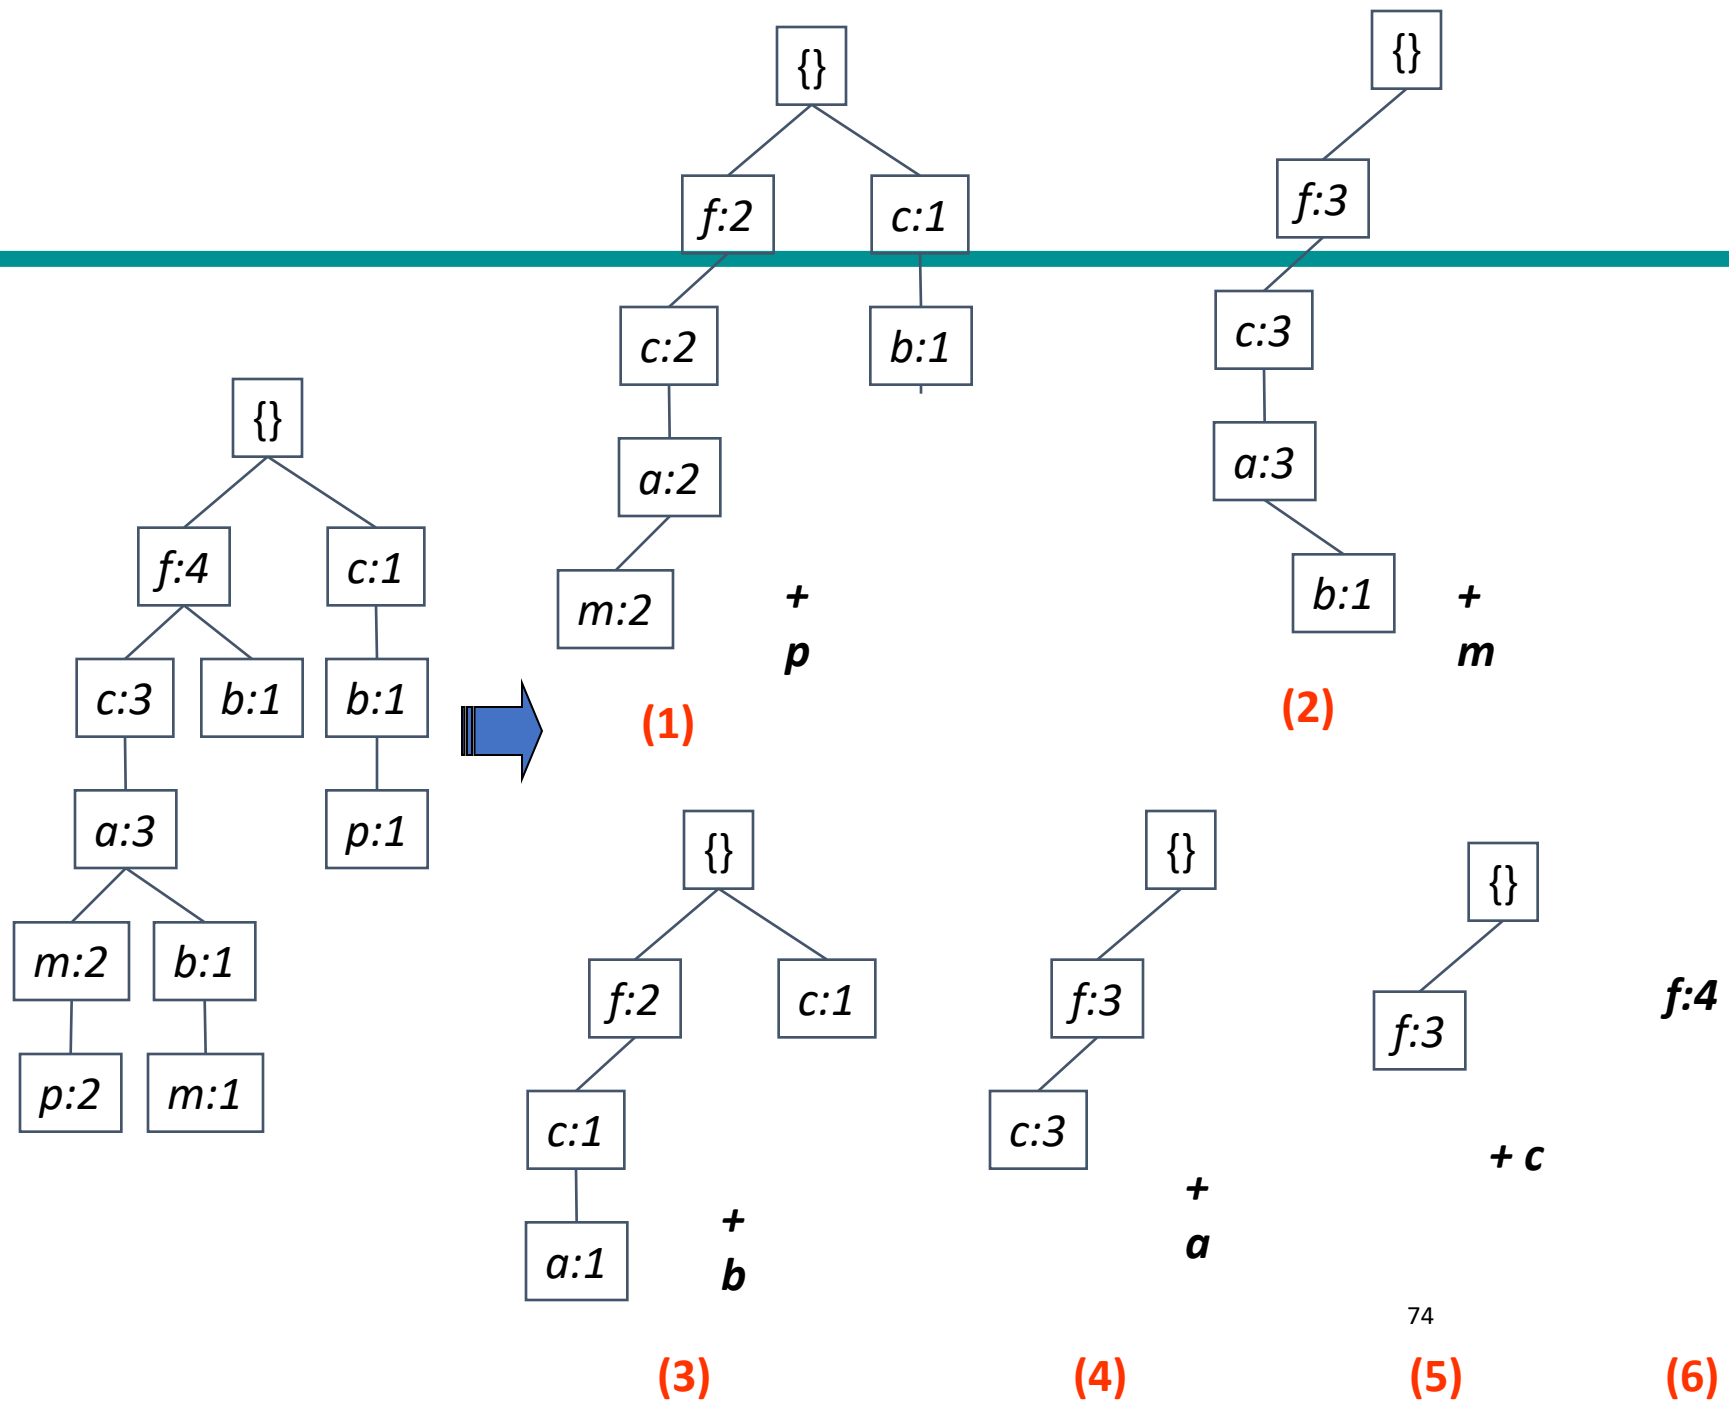 {}
f:4
c:1
c:3
b:1
b:1
a:3
p:1
m:2
b:1
p:2
m:1
{}
f:2
c:1
c:2
b:1
a:2
m:2
+
p
(1)
{}
f:3
c:3
a:3
b:1
+
m
(2)
{}
f:2
c:1
c:1
a:1
+
b
(3)
{}
f:3
c:3
+
a
(4)
{}
f:3
+ c
74
(5)
f:4
(6)